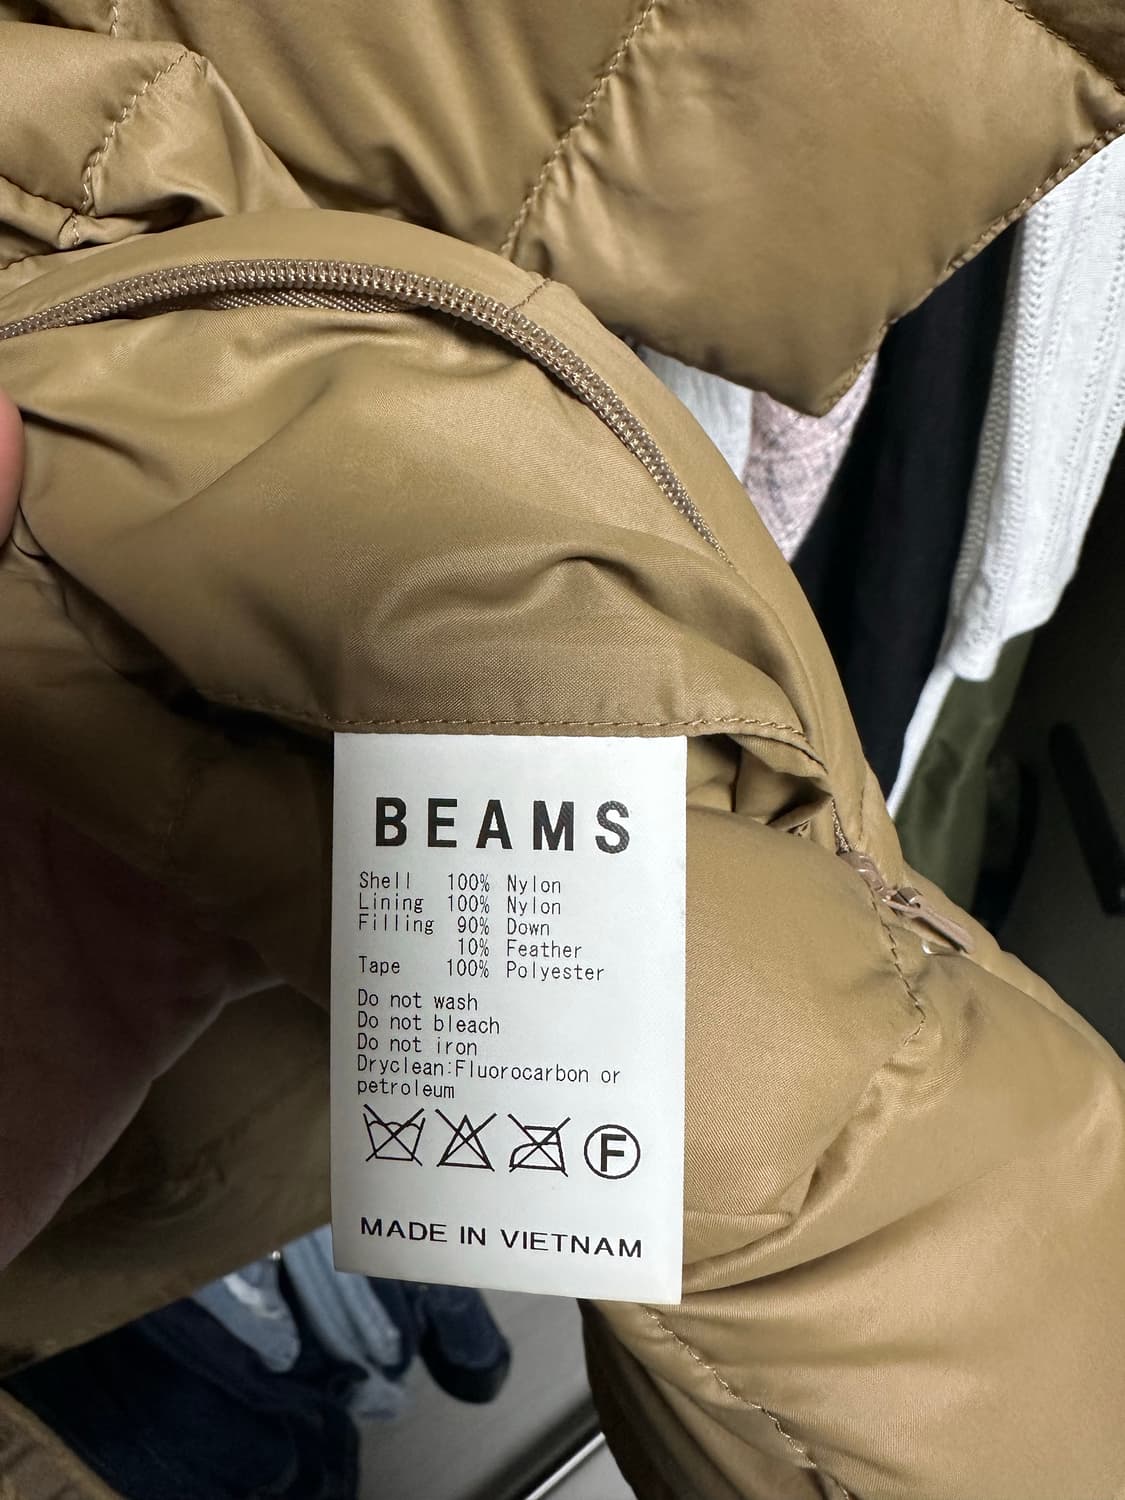 BEAMS
Shell 100% Nylon
Lining 100% Nylon
Filling 90% Down
10% Feather
Tape 100% Polyester
Do not wash
Do not bleach
Do not iron
Dryclean:Fluorocarbon or
petroleum
F
MADE IN VIETNAM